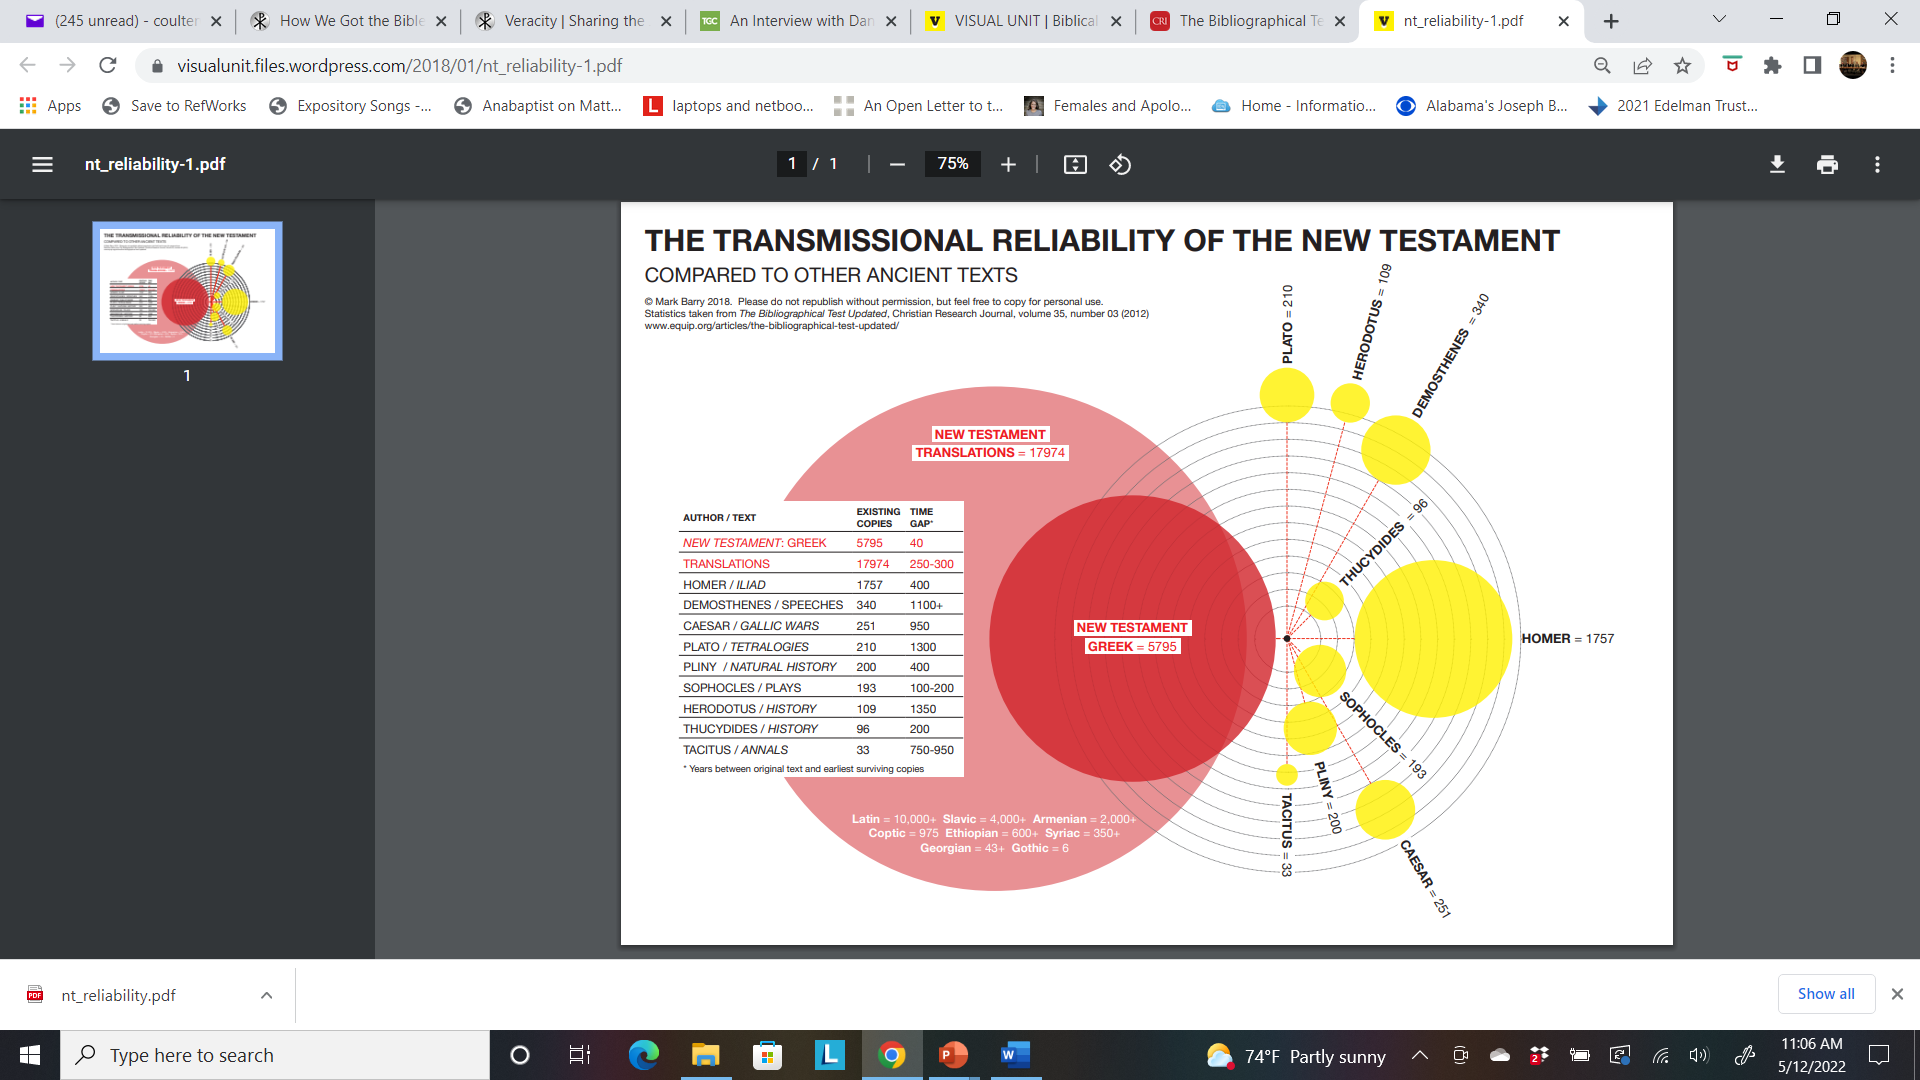 (245 unread) - coulter
How We Got the Bible
Veracity | Sharing the
An Interview with Dan
VISUAL UNIT | Biblical
The Bibliographical Te
nt_reliability-1.pdf
visualunit.files.wordpress.com/2018/01/nt_reliability-1.pdf
Apps
Save to RefWorks
Expository Songs -...
Anabaptist on Matt...
laptops and netboo...
An Open Letter to t...
Females and Apolo...
Home - Informatio...
Alabama's Joseph B...
2021 Edelman Trust...
nt_reliability-1.pdf
1 / 1
75%
1
THE TRANSMISSIONAL RELIABILITY OF THE NEW TESTAMENT
COMPARED TO OTHER ANCIENT TEXTS
© Mark Barry 2018. Please do not republish without permission, but feel free to copy for personal use.
Statistics taken from The Bibliographical Test Updated, Christian Research Journal, volume 35, number 03 (2012)
www.equip.org/articles/the-bibliographical-test-updated/
PLATO = 210
HERODOTUS = 109
DEMOSTHENES = 340
NEW TESTAMENT
TRANSLATIONS = 17974
AUTHOR / TEXT EXISTING COPIES TIME GAP*
NEW TESTAMENT: GREEK 5795 40
TRANSLATIONS 17974 250-300
HOMER / ILIAD 1757 400
DEMOSTHENES / SPEECHES 340 1100+
CAESAR / GALLIC WARS 251 950
PLATO / TETRALOGIES 210 1300
PLINY / NATURAL HISTORY 200 400
SOPHOCLES / PLAYS 193 100-200
HERODOTUS / HISTORY 109 1350
THUCYDIDES / HISTORY 96 200
TACITUS / ANNALS 33 750-950
* Years between original text and earliest surviving copies
NEW TESTAMENT
GREEK = 5795
THUCYDIDES = 96
HOMER = 1757
SOPHOCLES = 193
PLINY = 200
TACITUS = 33
CAESAR = 251
Latin = 10,000+ Slavic = 4,000+ Armenian = 2,000+
Coptic = 975 Ethiopian = 600+ Syriac = 350+
Georgian = 43+ Gothic = 6
nt_reliability.pdf
Show all
Type here to search
74°F Partly sunny
11:06 AM
5/12/2022